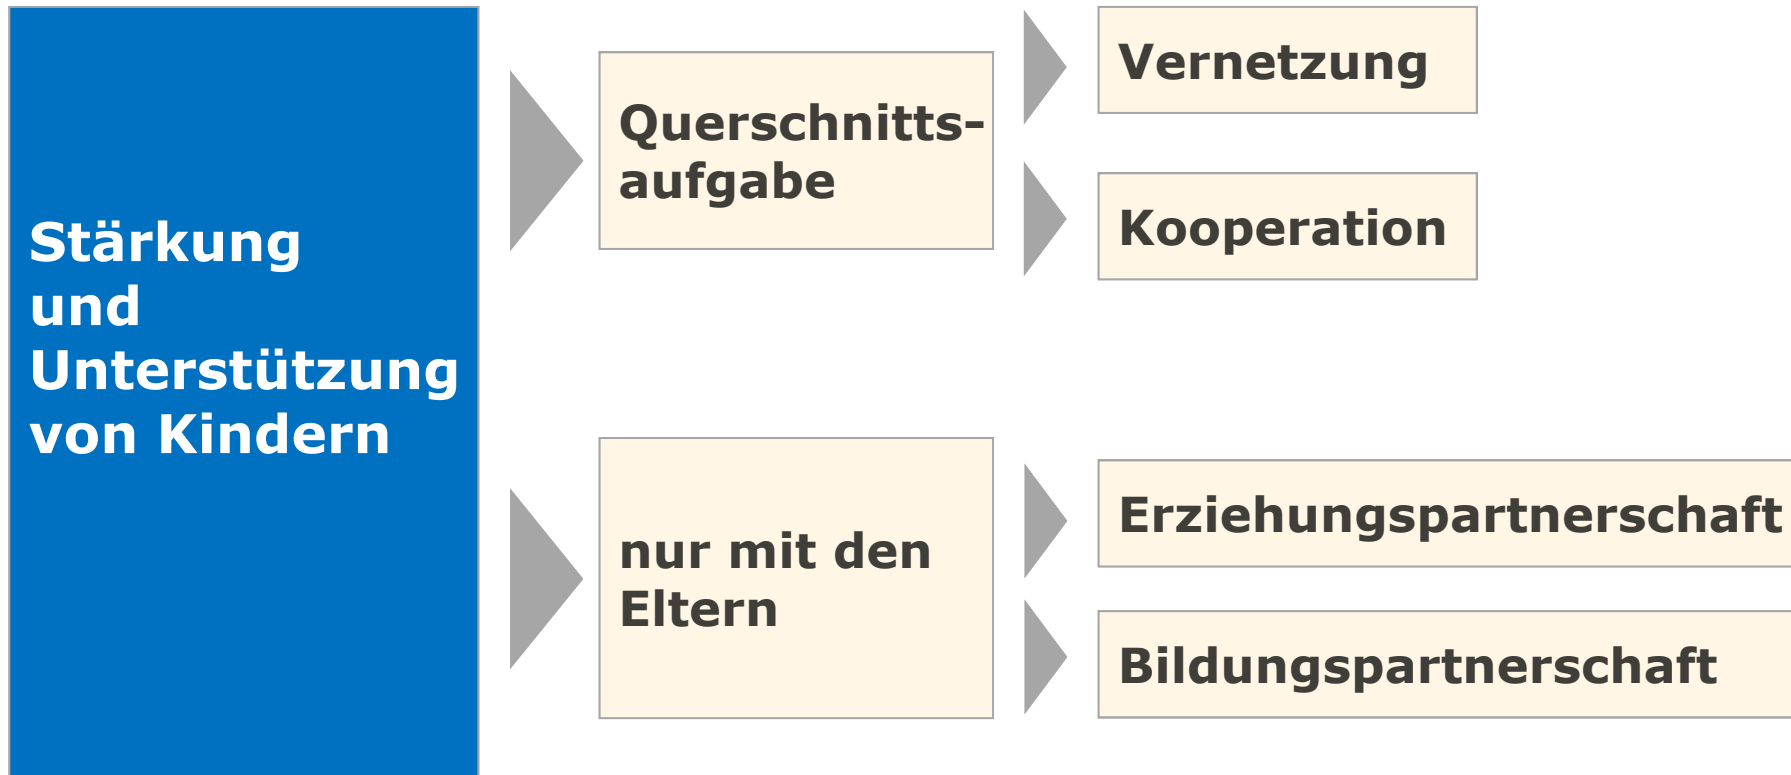 Stärkung
und
Unterstützung
von Kindern
Querschnitts-
aufgabe
Vernetzung
Kooperation
nur mit den
Eltern
Erziehungspartnerschaft
Bildungspartnerschaft